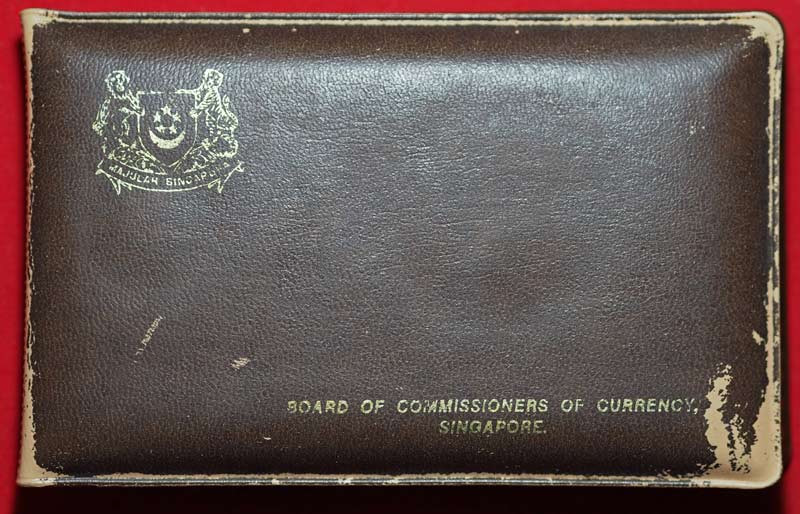 MAJULAH SINGAPURA
BOARD OF COMMISSIONERS OF CURRENCY,
SINGAPORE.